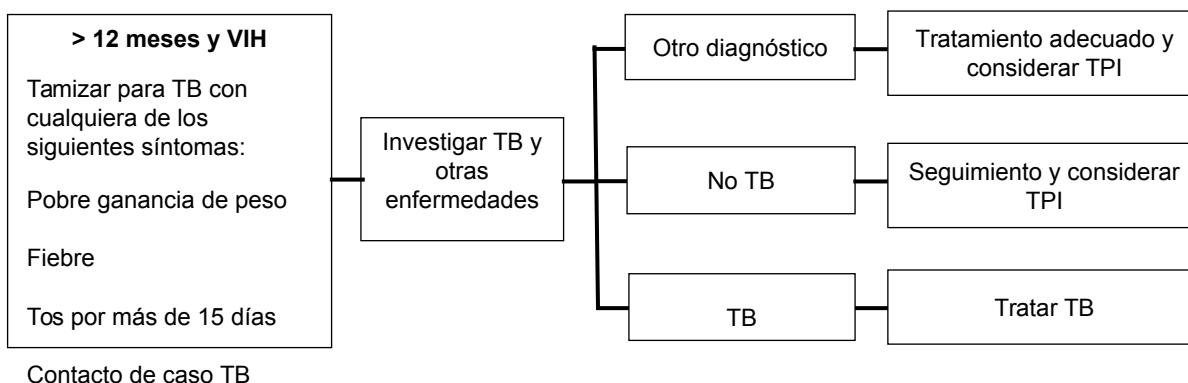 > 12 meses y VIH
Tamizar para TB con
cualquiera de los
siguientes síntomas:
Pobre ganancia de peso
Fiebre
Tos por más de 15 días
Contacto de caso TB
Investigar TB y
otras
enfermedades
Otro diagnóstico
Tratamiento adecuado y
considerar TPI
No TB
Seguimiento y considerar
TPI
TB
Tratar TB